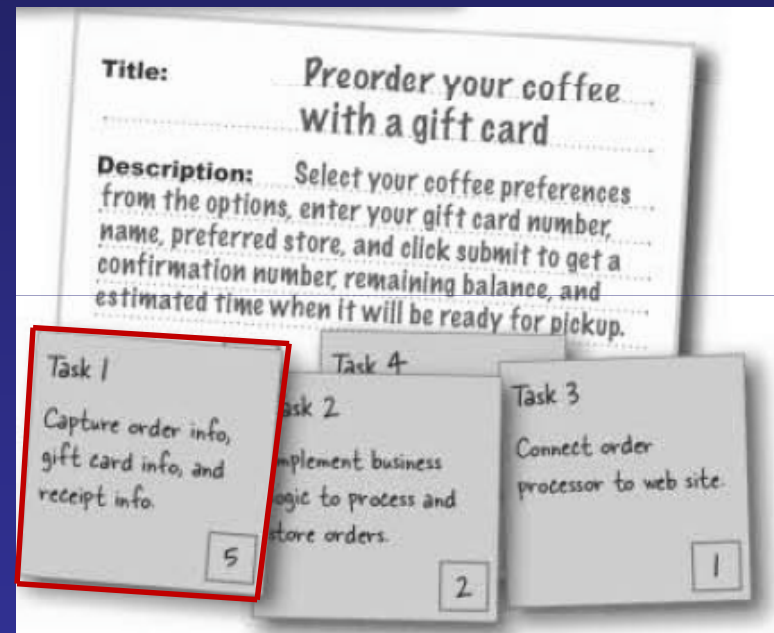 Title: Preorder your coffee
with a gift card
Description: Select your coffee preferences
from the options, enter your gift card number,
name, preferred store, and click submit to get a
confirmation number, remaining balance, and
estimated time when it will be ready for pickup.
Task 1
Capture order info,
gift card info, and
receipt info.
5
Task 4
ask 2
mplement business
ogic to process and
store orders.
2
Task 3
Connect order
processor to web site.
1